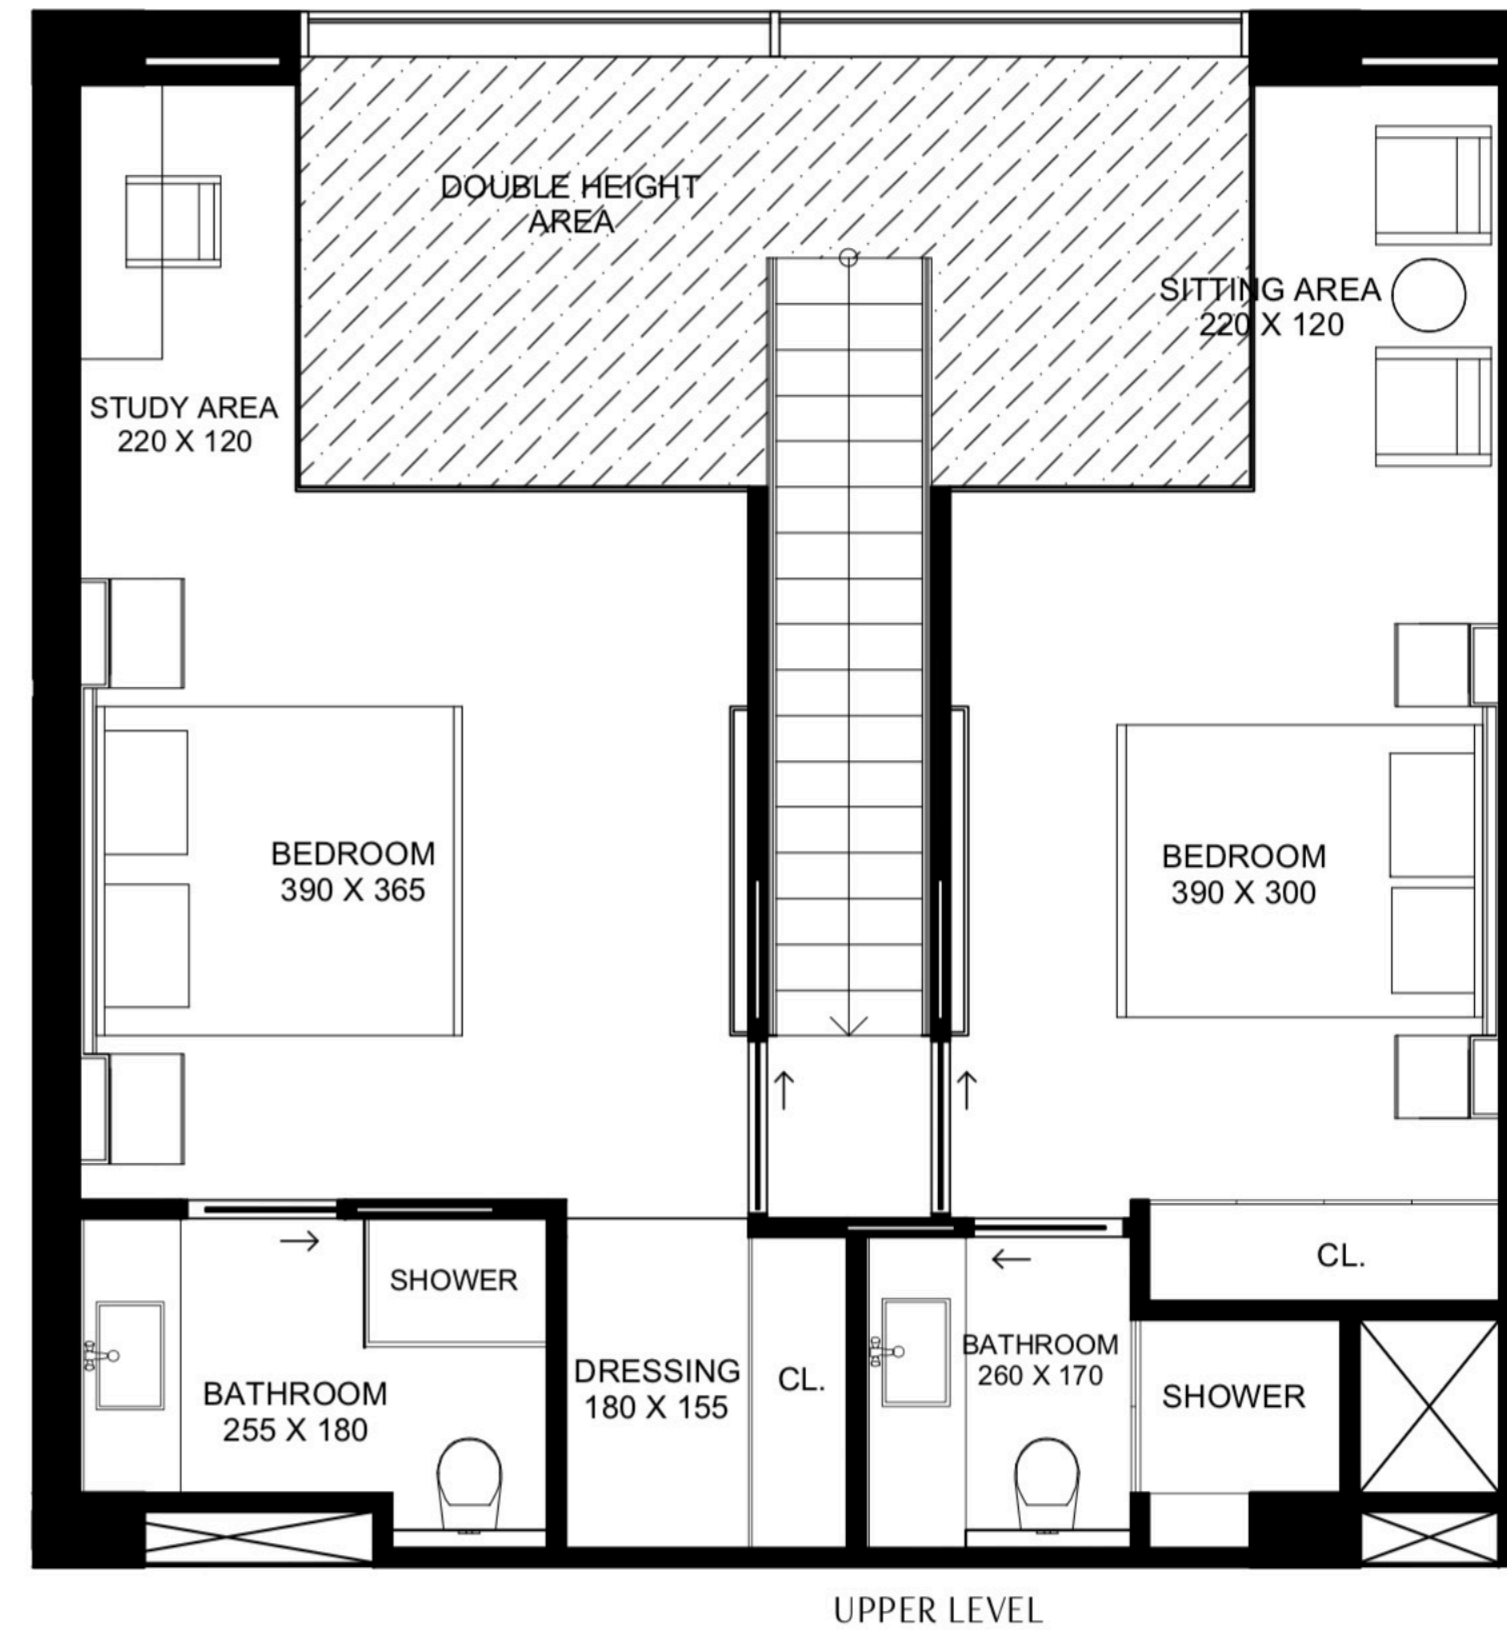 DOUBLE HEIGHT
AREA
SITTING AREA
220 X 120
STUDY AREA
220 X 120
BEDROOM
390 X 365
BEDROOM
390 X 300
SHOWER
CL.
BATHROOM
255 X 180
DRESSING
180 X 155
CL.
BATHROOM
260 X 170
SHOWER
UPPER LEVEL